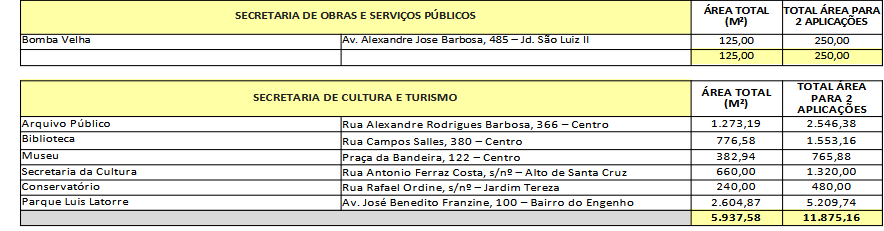 SECRETARIA DE OBRAS E SERVIÇOS PÚBLICOS ÁREA TOTAL (M²) TOTAL ÁREA PARA 2 APLICAÇÕES
Bomba Velha Av. Alexandre Jose Barbosa, 485 – Jd. São Luiz II 125,00 250,00
125,00 250,00
SECRETARIA DE CULTURA E TURISMO ÁREA TOTAL (M²) TOTAL ÁREA PARA 2 APLICAÇÕES
Arquivo Público Rua Alexandre Rodrigues Barbosa, 366 – Centro 1.273,19 2.546,38
Biblioteca Rua Campos Salles, 380 – Centro 776,58 1.553,16
Museu Praça da Bandeira, 122 – Centro 382,94 765,88
Secretaria da Cultura Rua Antonio Ferraz Costa, s/nº – Alto de Santa Cruz 660,00 1.320,00
Conservatório Rua Rafael Ordine, s/nº – Jardim Tereza 240,00 480,00
Parque Luis Latorre Av. José Benedito Franzine, 100 – Bairro do Engenho 2.604,87 5.209,74
5.937,58 11.875,16